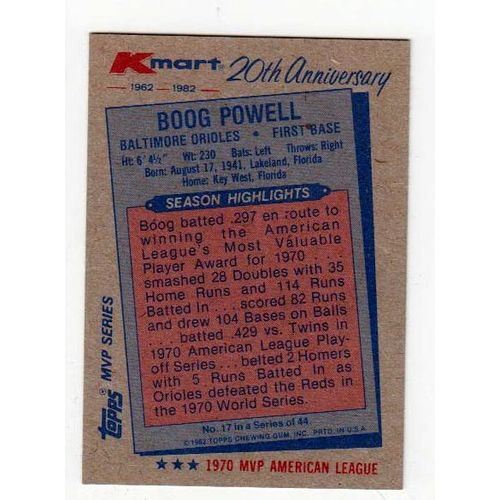 Kmart® 20th Anniversary
1962 — 1982
BOOG POWELL
BALTIMORE ORIOLES • FIRST BASE
Ht: 6' 4½" Wt: 230 Bats: Left Throws: Right
Born: August 17, 1941, Lakeland, Florida
Home: Key West, Florida
SEASON HIGHLIGHTS
Boog batted .297 en route to
winning the American
League's Most Valuable
Player Award for 1970 . . .
smashed 28 Doubles with 35
Home Runs and 114 Runs
Batted In . . . scored 82 Runs
and drew 104 Bases on Balls
. . . batted .429 vs. Twins in
1970 American League Play-
off Series . . . belted 2 Homers
with 5 Runs Batted In as
Orioles defeated the Reds in
the 1970 World Series.
No. 17 in a Series of 44
©1982 TOPPS CHEWING GUM, INC. PRTD. IN U.S.A.
★★★ 1970 MVP AMERICAN LEAGUE
TOPPS® MVP SERIES